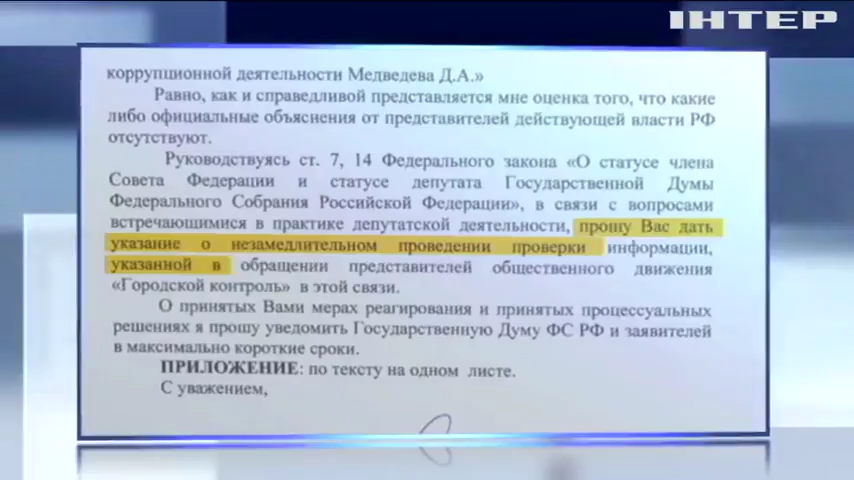 ІНТЕР
коррупционной деятельности Медведева Д.А.»
Равно, как и справедливой представляется мне оценка того, что какие
либо официальные объяснения от представителей действующей власти РФ
отсутствуют.
Руководствуясь ст. 7, 14 Федерального закона «О статусе члена
Совета Федерации и статусе депутата Государственной Думы
Федерального Собрания Российской Федерации», в связи с вопросами
встречающимися в практике депутатской деятельности, прошу Вас дать
указание о незамедлительном проведении проверки информации,
указанной в обращении представителей общественного движения
«Городской контроль» в этой связи.
О принятых Вами мерах реагирования и принятых процессуальных
решениях я прошу уведомить Государственную Думу ФС РФ и заявителей
в максимально короткие сроки.
ПРИЛОЖЕНИЕ: по тексту на одном листе.
С уважением,